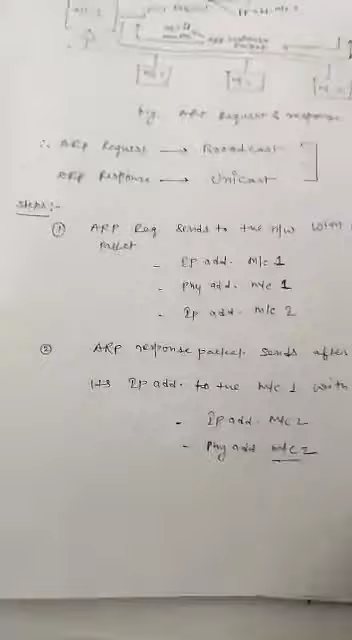 Fig. ARP Request & response
∴ ARP Request → Broadcast
ARP Response → Unicast
Steps:-
① ARP Req. sends to the n/w with
packet
- IP add. M/c 1
- Phy add. M/c 1
- IP add. M/c 2
② ARP response packet sends after
its IP add. to the M/c 1 with
- IP add. M/c 2
- Phy add M/c 2